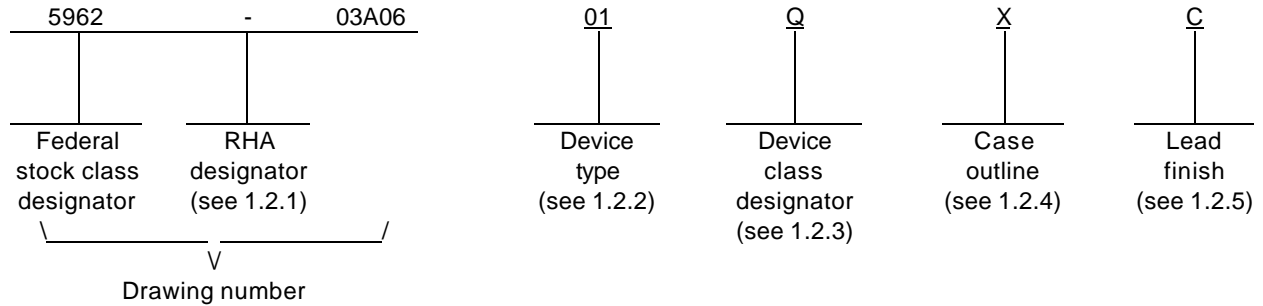 5962 - 03A06 01 Q X C
Federal RHA Device Device Case Lead
stock class designator type class outline finish
designator (see 1.2.1) (see 1.2.2) designator (see 1.2.4) (see 1.2.5)
(see 1.2.3)
\ /
\/
Drawing number